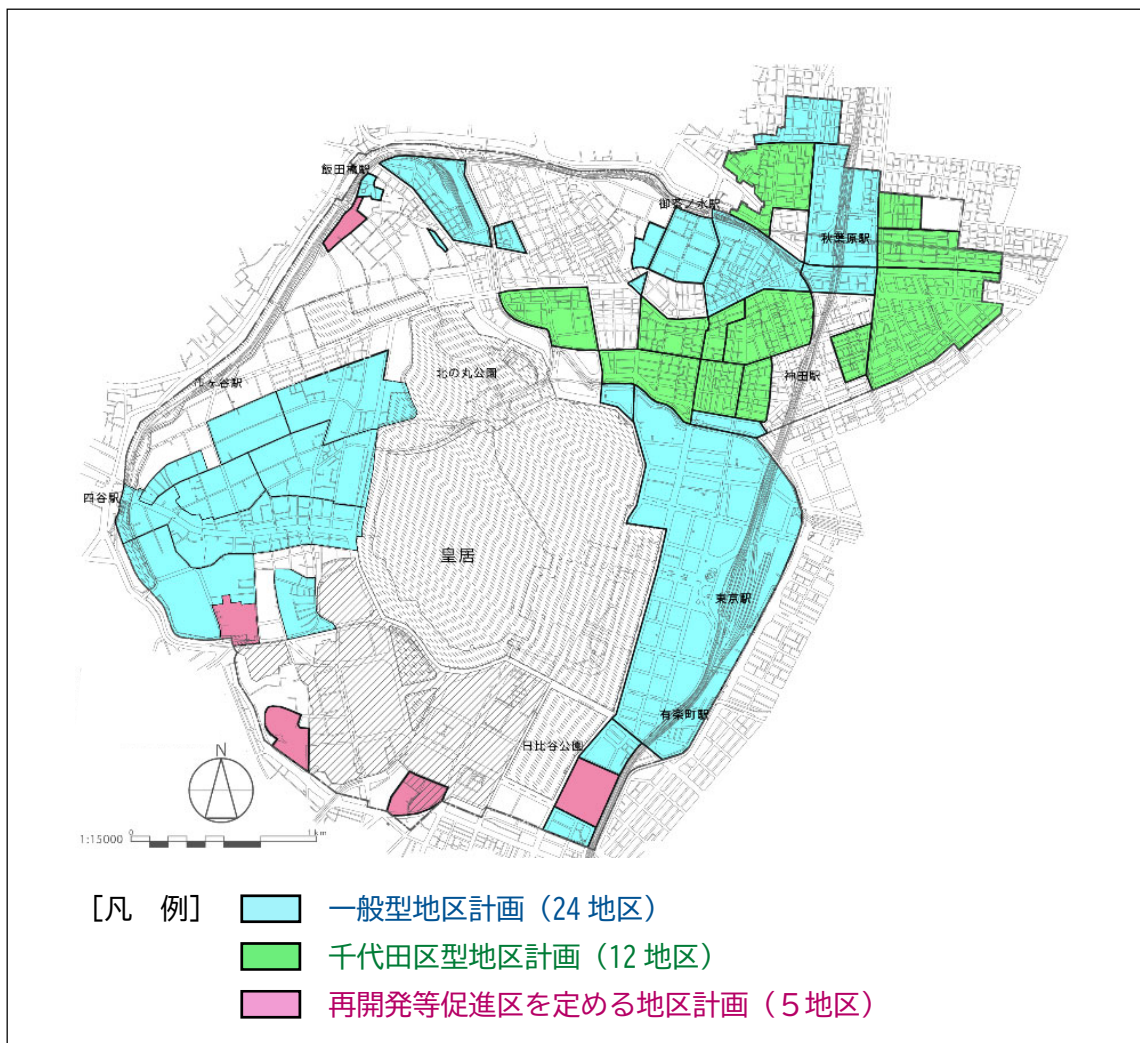 飯田橋駅
御茶ノ水駅
秋葉原駅
北の丸公園
神田駅
市ヶ谷駅
四谷駅
皇居
東京駅
有楽町駅
日比谷公園
N
0
1 km
1:15000
[凡　例]
一般型地区計画（24 地区）
千代田区型地区計画（12 地区）
再開発等促進区を定める地区計画（５地区）